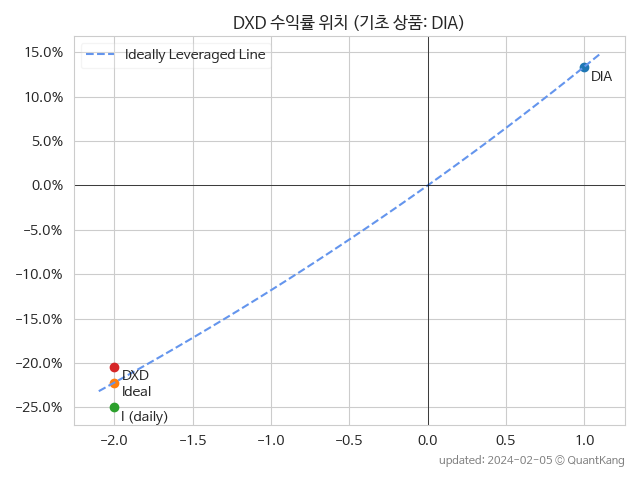 DXD 수익률 위치 (기초 상품: DIA)
Ideally Leveraged Line
15.0%
10.0%
5.0%
0.0%
−5.0%
−10.0%
−15.0%
−20.0%
−25.0%
DIA
DXD
Ideal
I (daily)
−2.0 −1.5 −1.0 −0.5 0.0 0.5 1.0
updated: 2024-02-05 © QuantKang